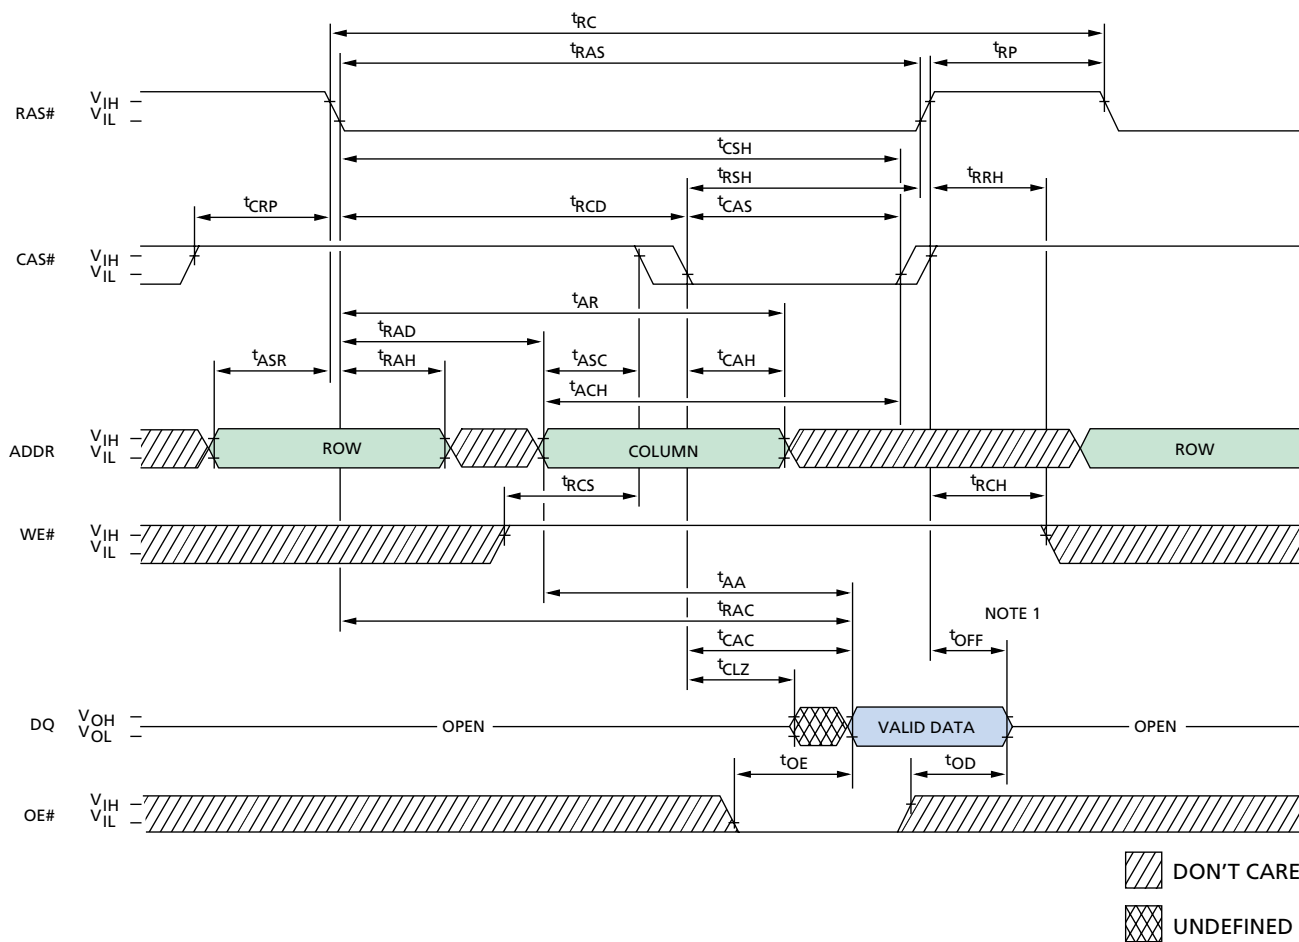 tRC
tRAS
tRP
RAS#
VIH
VIL
tCSH
tRSH
tRRH
tCRP
tRCD
tCAS
CAS#
VIH
VIL
tAR
tRAD
tASR
tRAH
tASC
tCAH
tACH
ADDR
VIH
VIL
ROW
COLUMN
ROW
tRCS
tRCH
WE#
VIH
VIL
tAA
tRAC
NOTE 1
tCAC
tOFF
tCLZ
DQ
VOH
VOL
OPEN
VALID DATA
OPEN
tOE
tOD
OE#
VIH
VIL
DON'T CARE
UNDEFINED